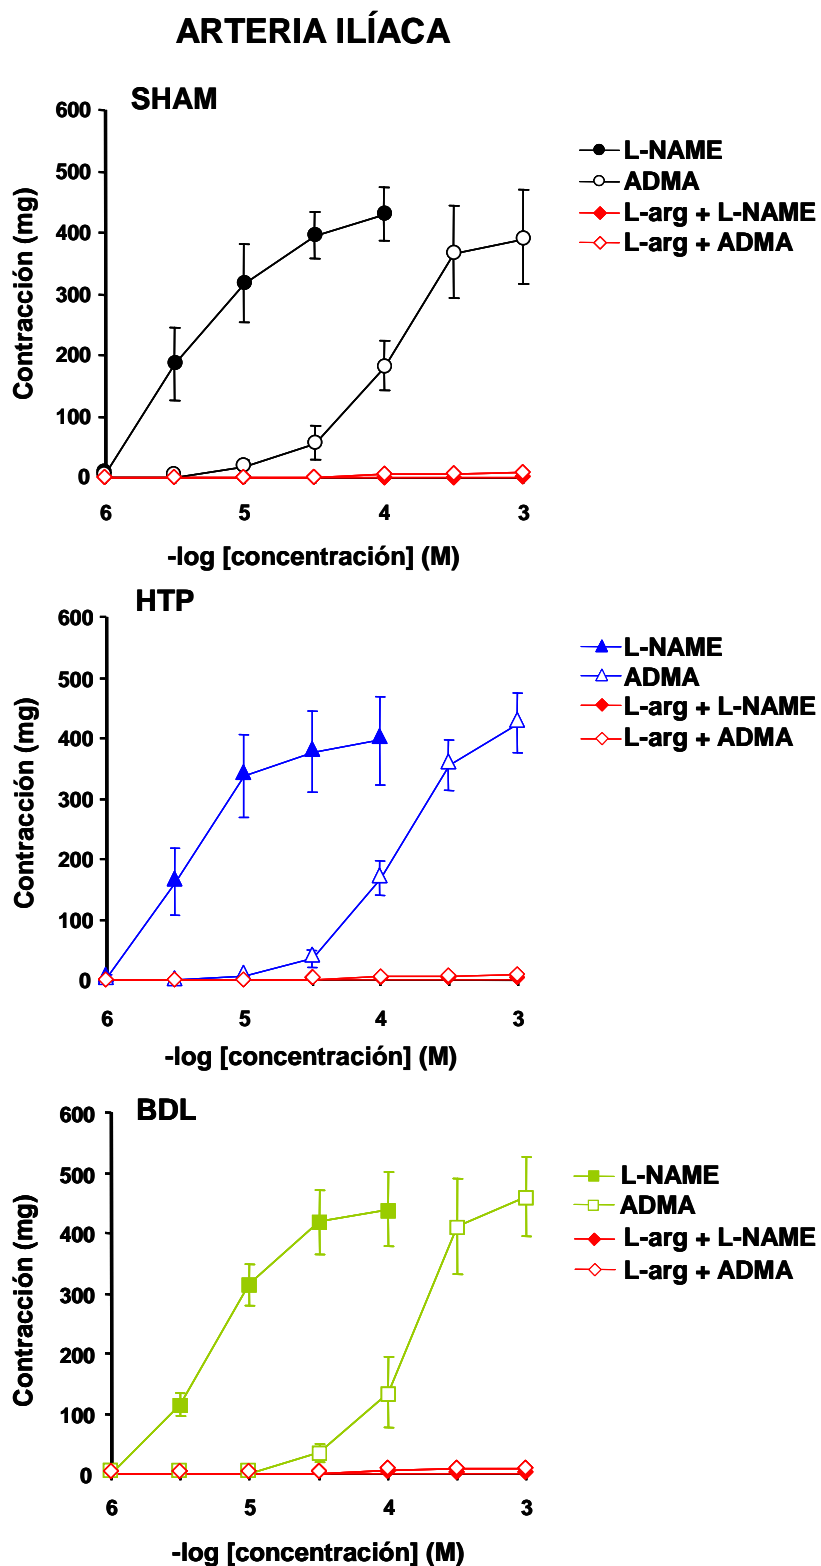 ARTERIA ILÍACA
SHAM
600
500
400
300
200
100
0
Contracción (mg)
6 5 4 3
-log [concentración] (M)
L-NAME
ADMA
L-arg + L-NAME
L-arg + ADMA
HTP
600
500
400
300
200
100
0
Contracción (mg)
6 5 4 3
-log [concentración] (M)
L-NAME
ADMA
L-arg + L-NAME
L-arg + ADMA
BDL
600
500
400
300
200
100
0
Contracción (mg)
6 5 4 3
-log [concentración] (M)
L-NAME
ADMA
L-arg + L-NAME
L-arg + ADMA